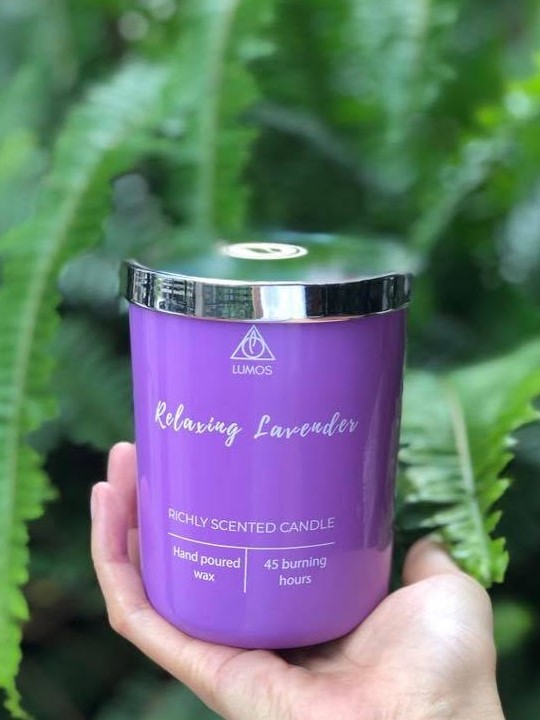 LUMOS
Relaxing Lavender
RICHLY SCENTED CANDLE
Hand poured
wax
45 burning
hours